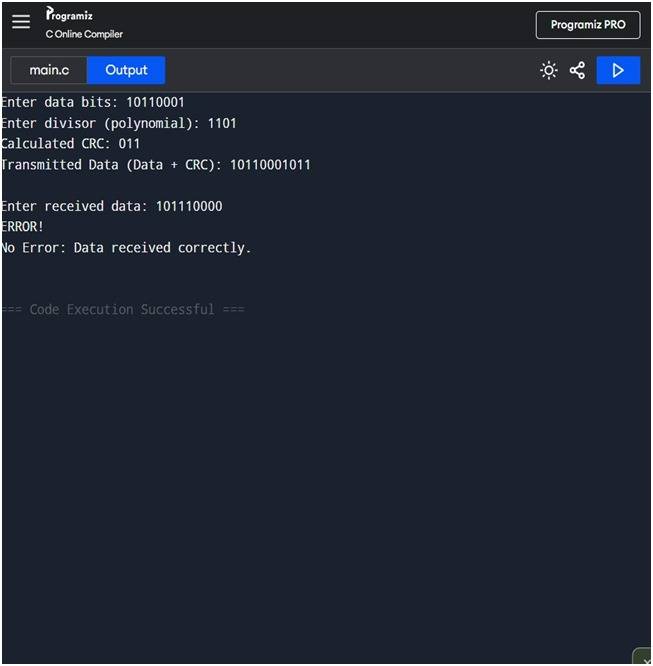 Programiz
C Online Compiler
Programiz PRO
main.c
Output
Enter data bits: 10110001
Enter divisor (polynomial): 1101
Calculated CRC: 011
Transmitted Data (Data + CRC): 10110001011
Enter received data: 101110000
ERROR!
No Error: Data received correctly.
=== Code Execution Successful ===